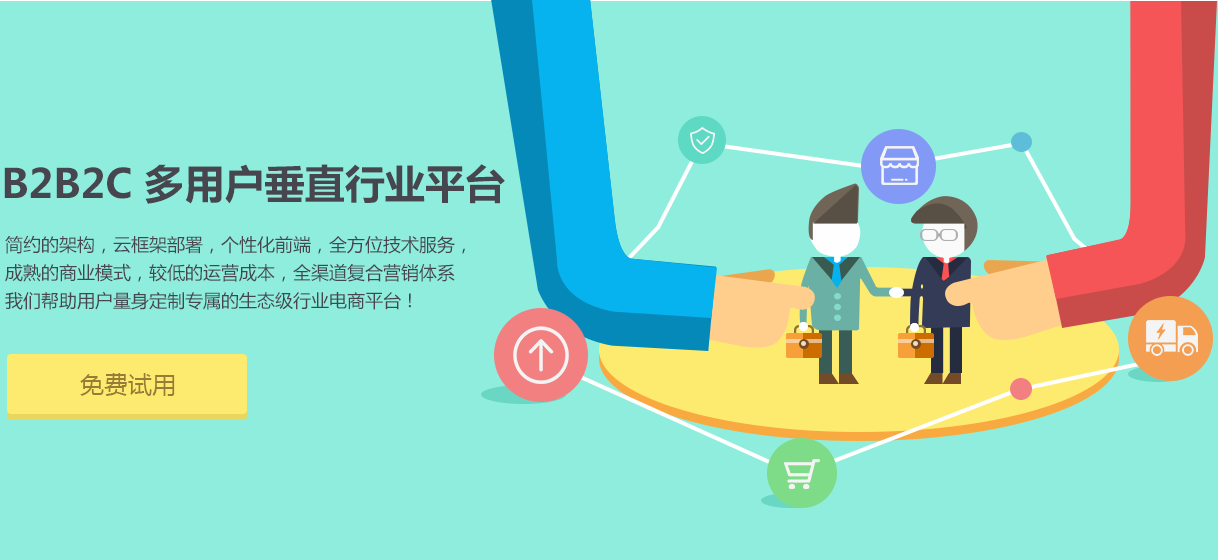 B2B2C 多用户垂直行业平台
简约的架构，云框架部署，个性化前端，全方位技术服务，
成熟的商业模式，较低的运营成本，全渠道复合营销体系
我们帮助用户量身定制专属的生态级行业电商平台！
免费试用